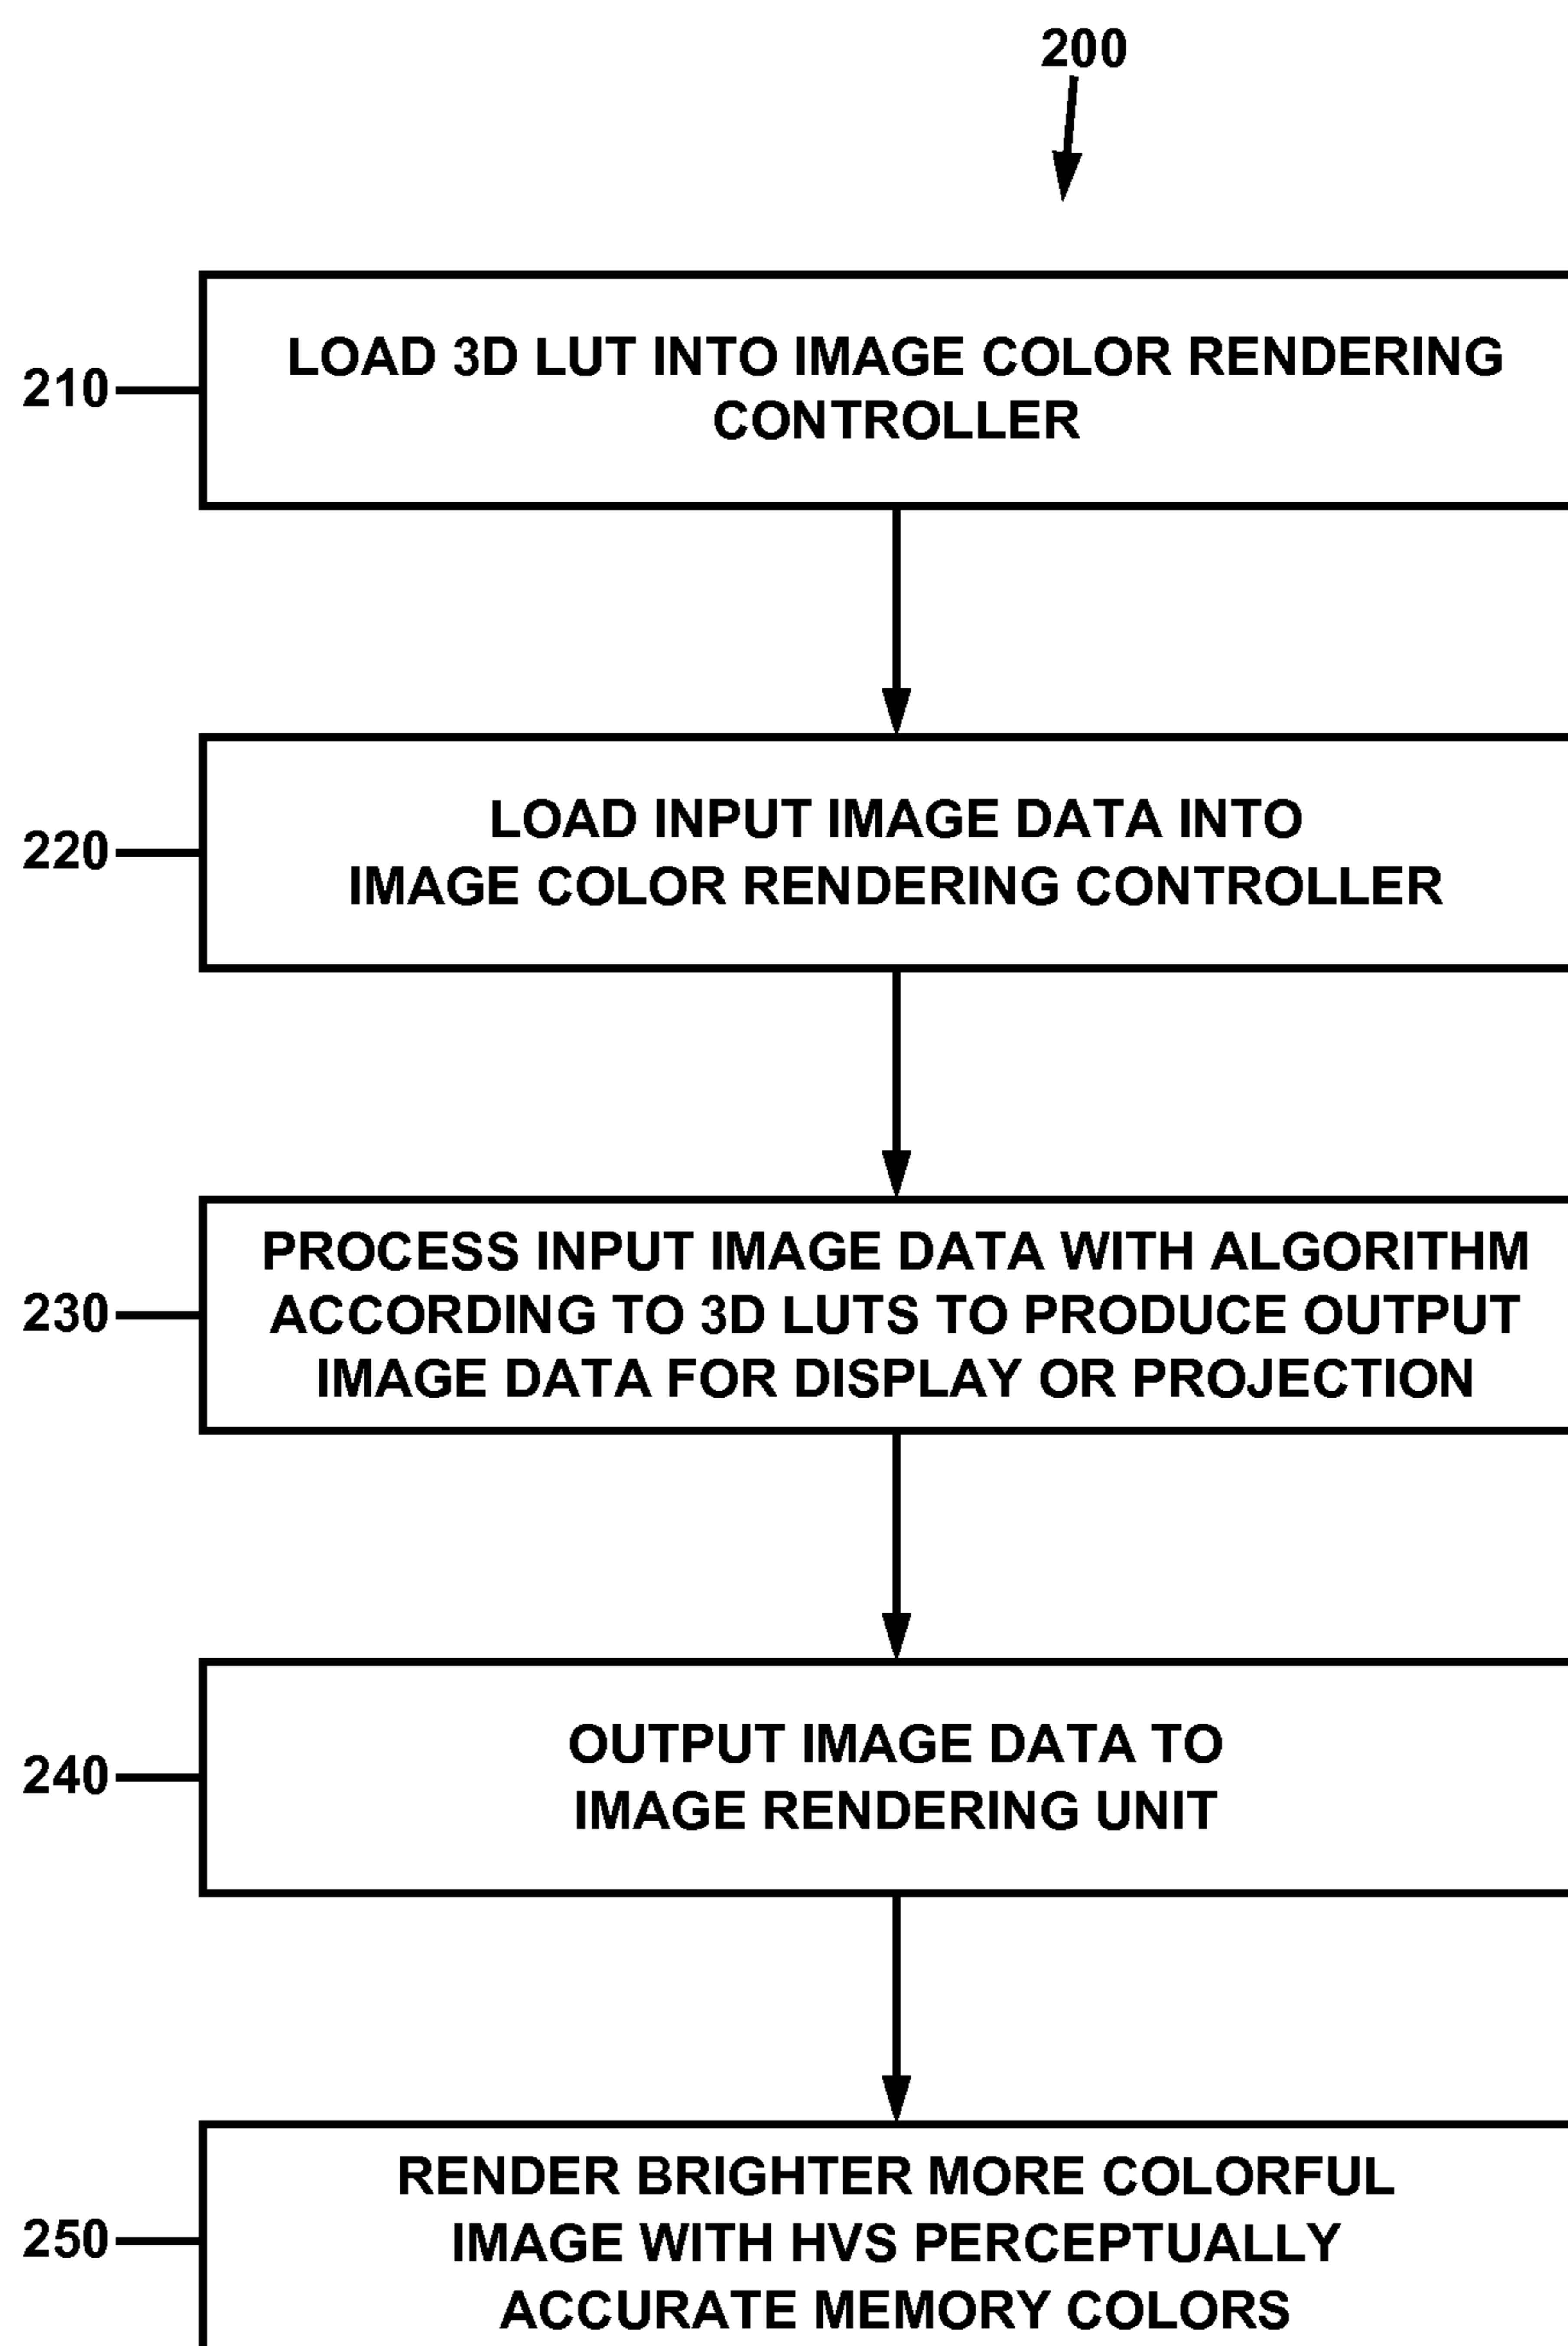 200
210
LOAD 3D LUT INTO IMAGE COLOR RENDERING
CONTROLLER
220
LOAD INPUT IMAGE DATA INTO
IMAGE COLOR RENDERING CONTROLLER
230
PROCESS INPUT IMAGE DATA WITH ALGORITHM
ACCORDING TO 3D LUTS TO PRODUCE OUTPUT
IMAGE DATA FOR DISPLAY OR PROJECTION
240
OUTPUT IMAGE DATA TO
IMAGE RENDERING UNIT
250
RENDER BRIGHTER MORE COLORFUL
IMAGE WITH HVS PERCEPTUALLY
ACCURATE MEMORY COLORS